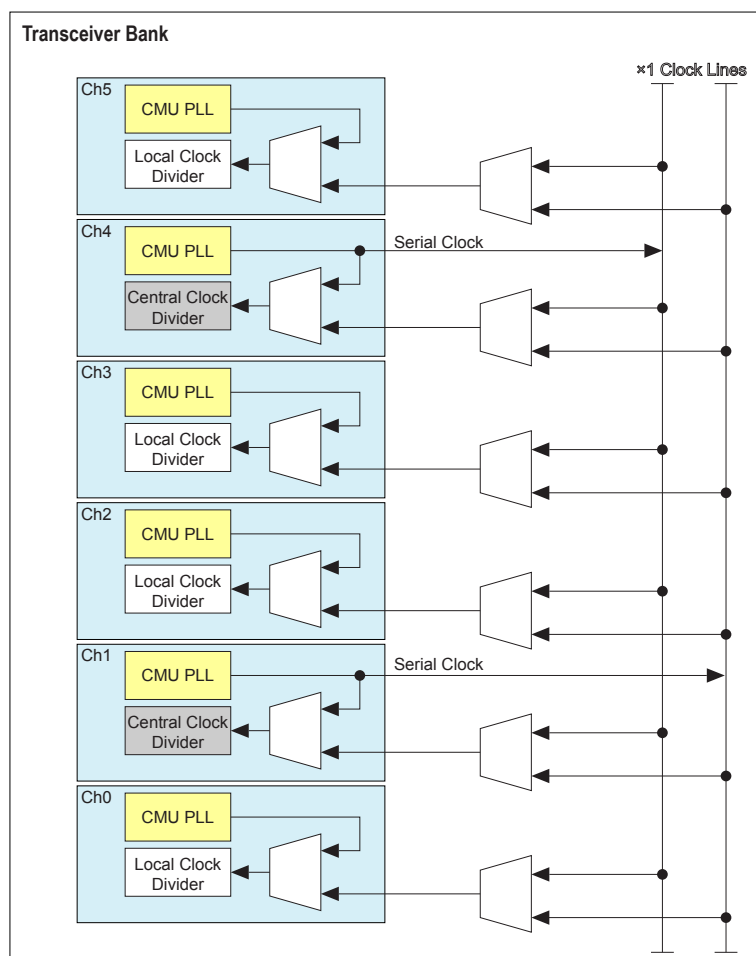 Transceiver Bank
×1 Clock Lines
Ch5
CMU PLL
Local Clock
Divider
Ch4
CMU PLL
Serial Clock
Central Clock
Divider
Ch3
CMU PLL
Local Clock
Divider
Ch2
CMU PLL
Local Clock
Divider
Ch1
CMU PLL
Serial Clock
Central Clock
Divider
Ch0
CMU PLL
Local Clock
Divider